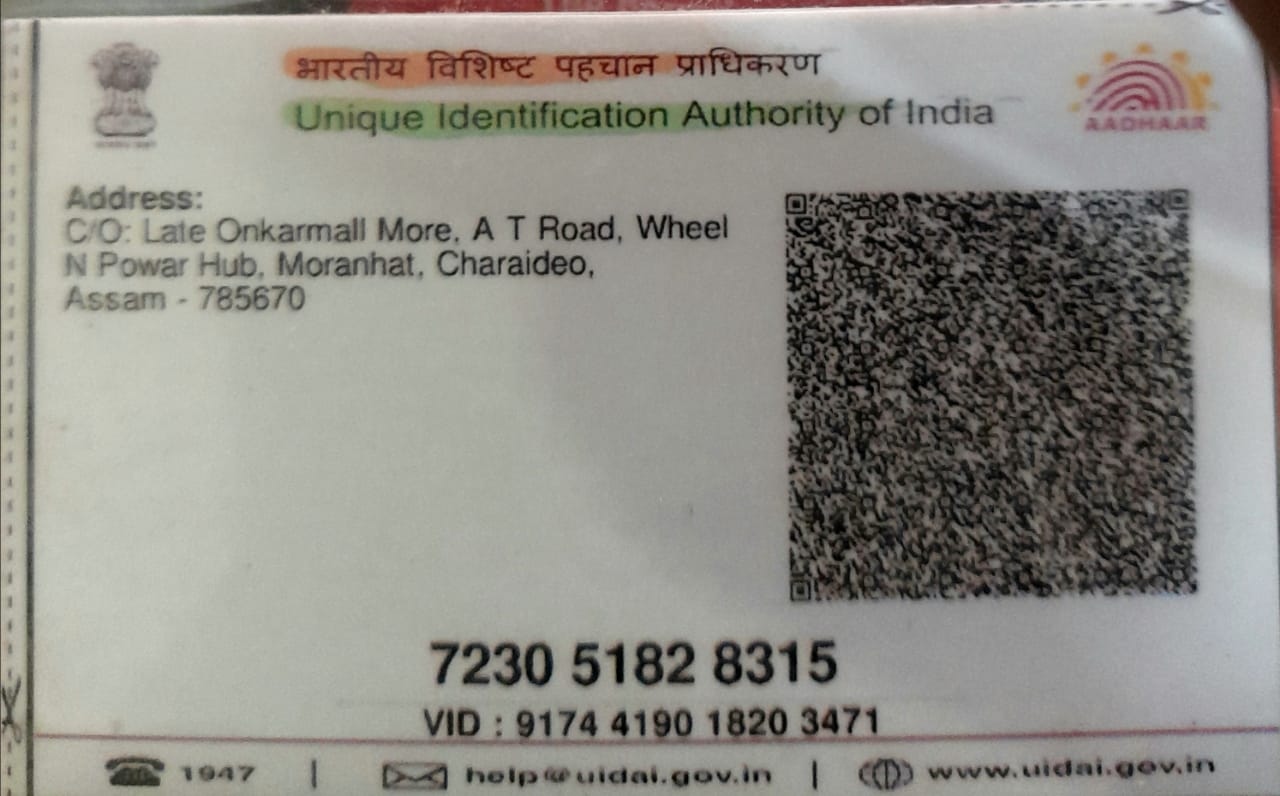 भारतीय विशिष्ट पहचान प्राधिकरण
Unique Identification Authority of India
AADHAAR
Address:
C/O: Late Onkarmall More, A T Road, Wheel
N Powar Hub, Moranhat, Charaideo,
Assam - 785670
7230 5182 8315
VID : 9174 4190 1820 3471
1947 | help@uidai.gov.in | www.uidai.gov.in